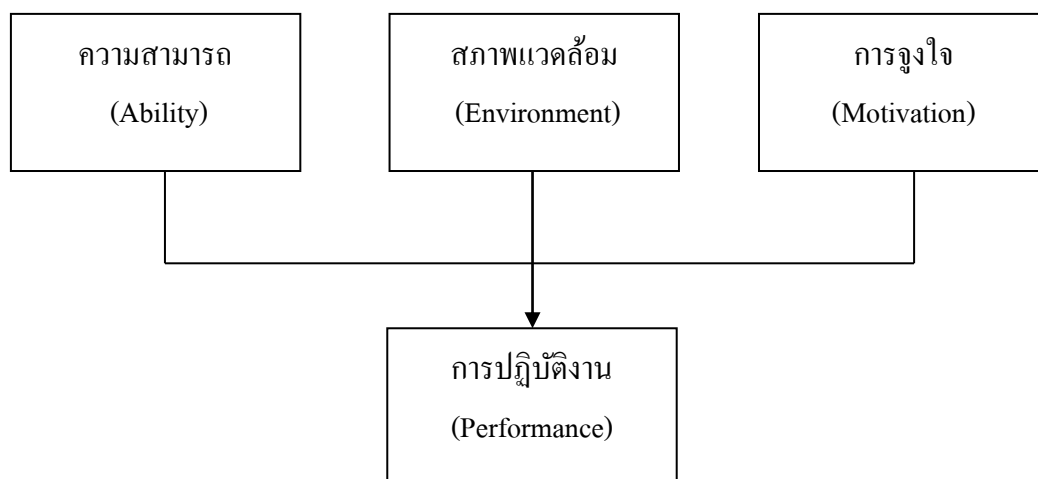 ความสามารถ
(Ability)
สภาพแวดล้อม
(Environment)
การจูงใจ
(Motivation)
การปฏิบัติงาน
(Performance)